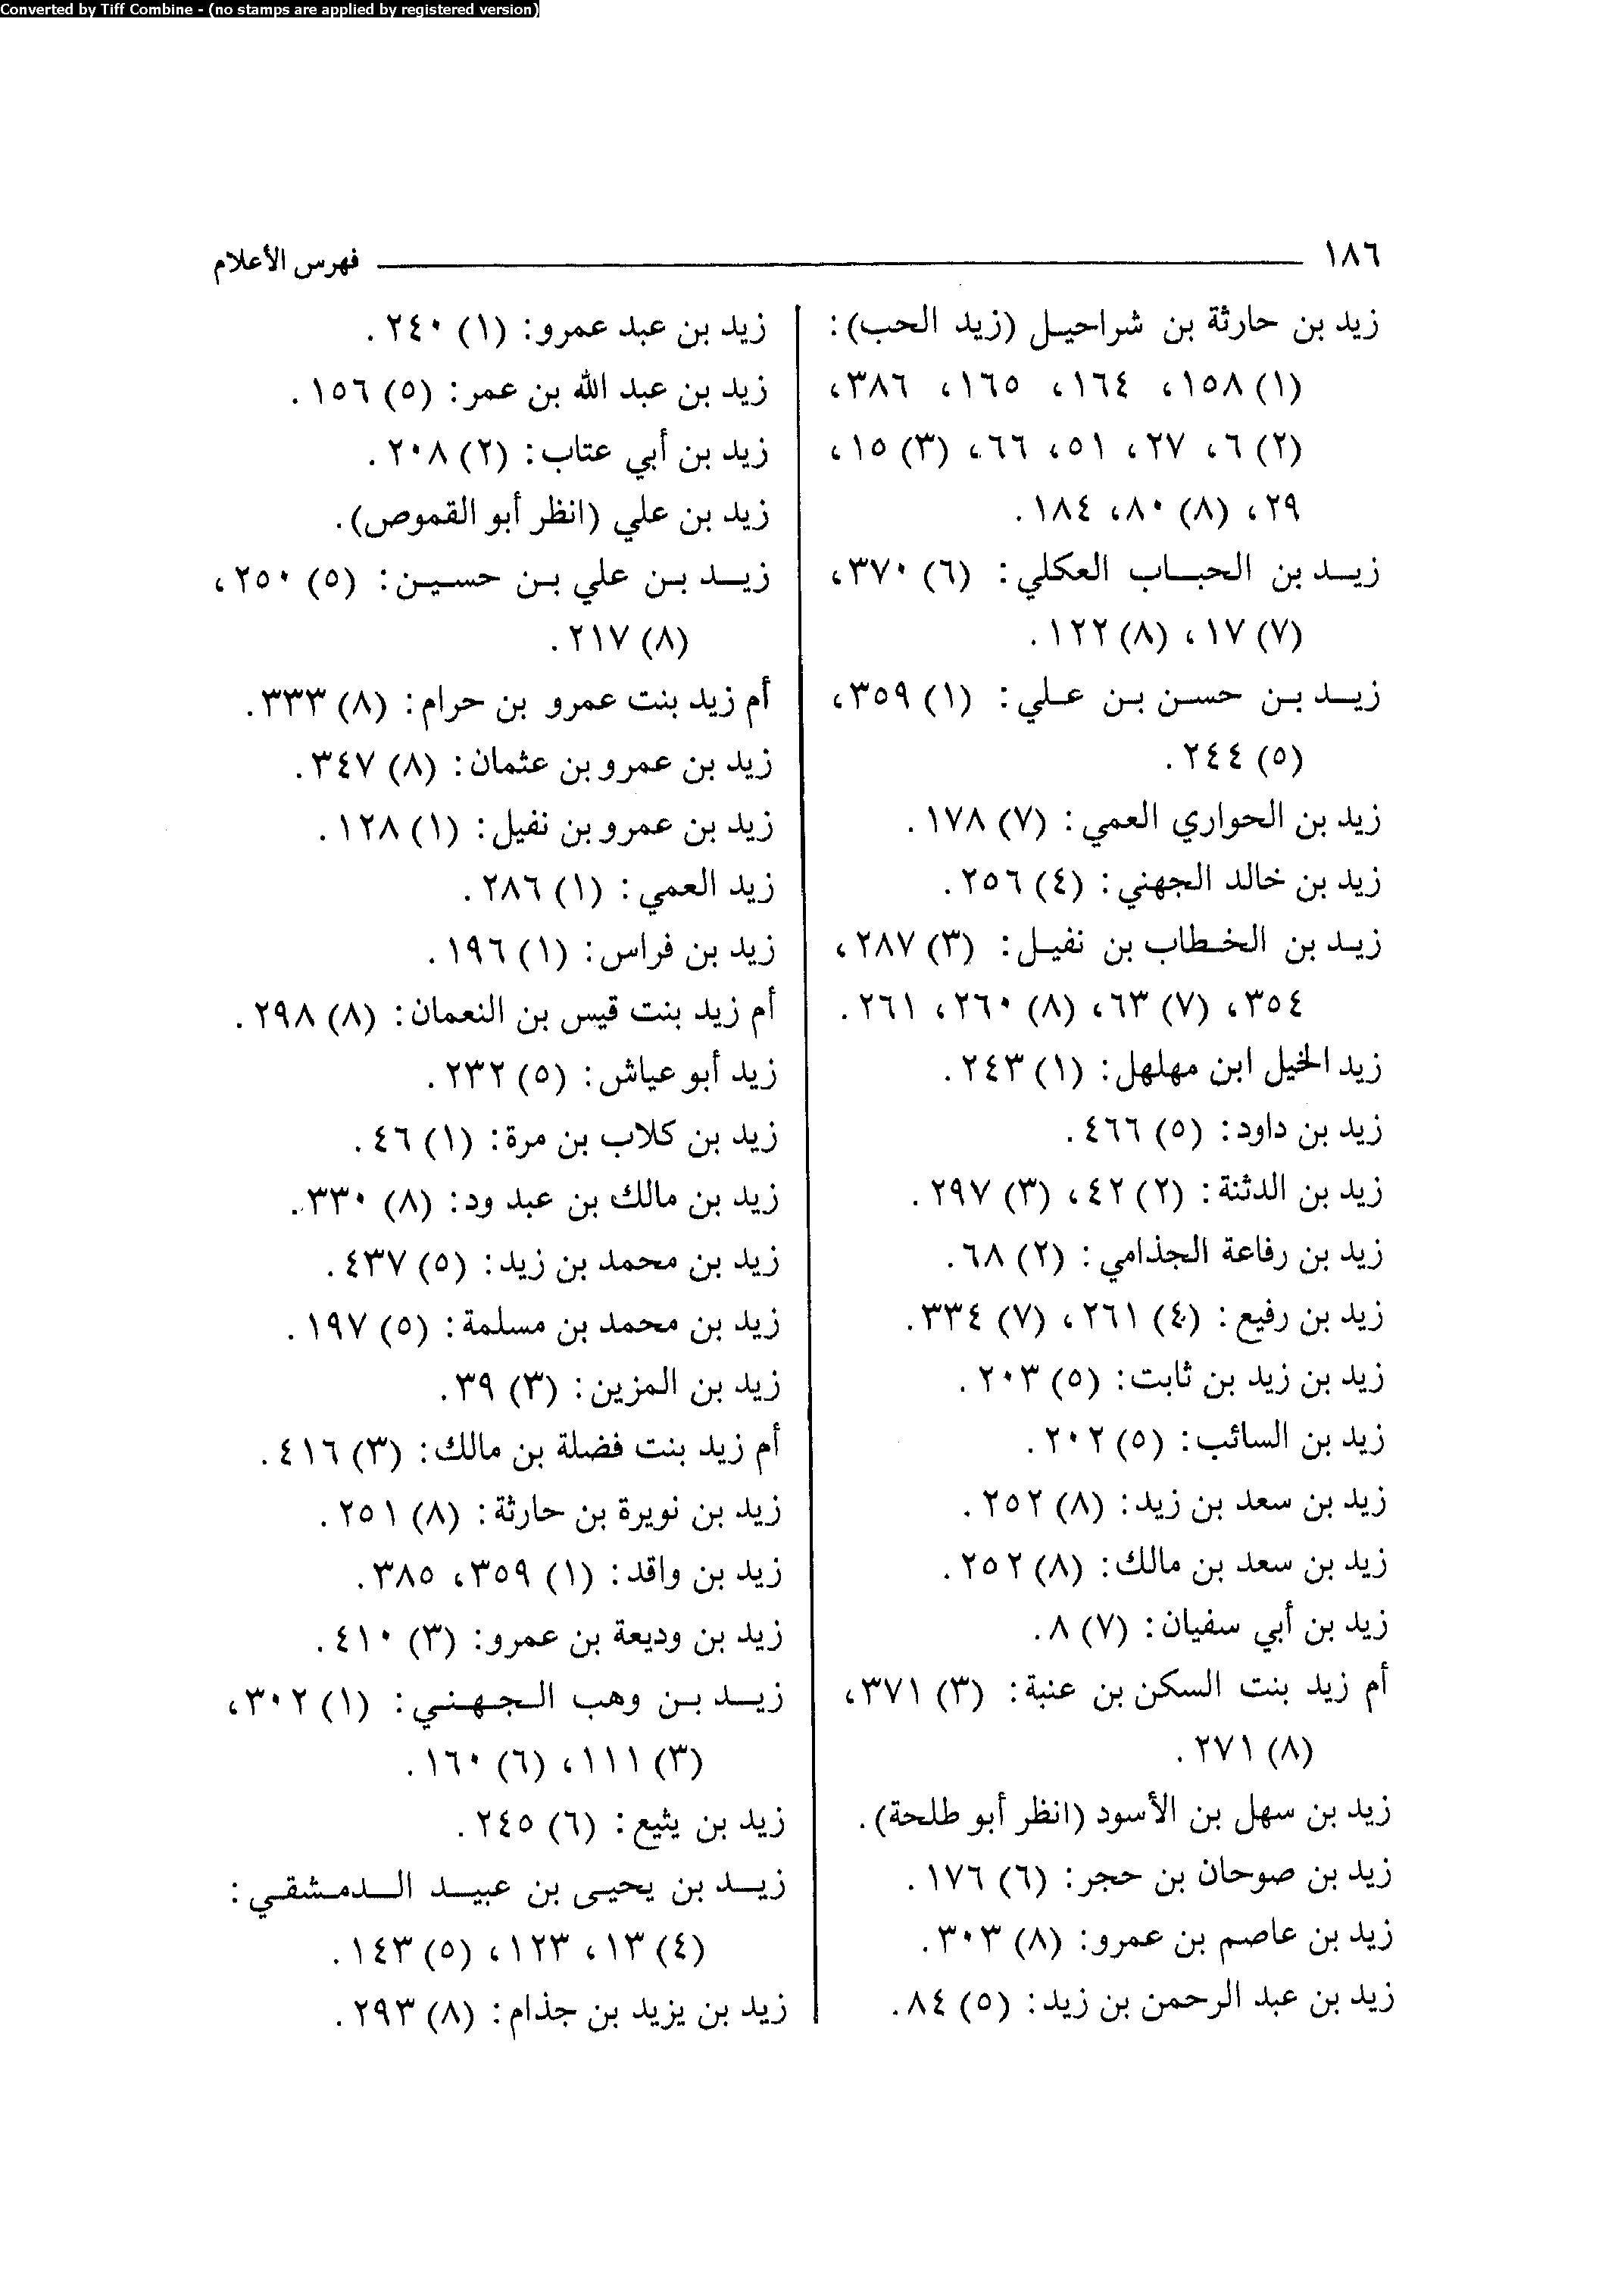 Converted by Tiff Combine - (no stamps are applied by registered version)
١٨٦
فهرس الأعلام
زيد بن حارثة بن شراحيل (زيد الحب):
(١) ١٥٨، ١٦٤، ١٦٥، ٣٨٦،
(٢) ٦، ٢٧، ٥١، ٦٦، (٣) ١٥،
٢٩، (٨) ٨٠، ١٨٤.
زيد بن الحباب العكلي: (٦) ٣٧٠،
(٧) ١٧، (٨) ١٢٢.
زيد بن حسن بن علي: (١) ٣٥٩،
(٥) ٢٤٤.
زيد بن الحواري العمي: (٧) ١٧٨.
زيد بن خالد الجهني: (٤) ٢٥٦.
زيد بن الخطاب بن نفيل: (٣) ٢٨٧،
٣٥٤، (٧) ٦٣، (٨) ٢٦٠، ٢٦١.
زيد الخيل ابن مهلهل: (١) ٢٤٣.
زيد بن داود: (٥) ٤٦٦.
زيد بن الدثنة: (٢) ٤٢، (٣) ٢٩٧.
زيد بن رفاعة الجذامي: (٢) ٦٨.
زيد بن رفيع: (٤) ٢٦١، (٧) ٣٣٤.
زيد بن زيد بن ثابت: (٥) ٢٠٣.
زيد بن السائب: (٥) ٢٠٢.
زيد بن سعد بن زيد: (٨) ٢٥٢.
زيد بن سعد بن مالك: (٨) ٢٥٢.
زيد بن أبي سفيان: (٧) ٨.
أم زيد بنت السكن بن عنبة: (٣) ٣٧١،
(٨) ٢٧١.
زيد بن سهل بن الأسود (انظر أبو طلحة).
زيد بن صوحان بن حجر: (٦) ١٧٦.
زيد بن عاصم بن عمرو: (٨) ٣٠٣.
زيد بن عبد الرحمن بن زيد: (٥) ٨٤.
زيد بن عبد عمرو: (١) ٢٤٠.
زيد بن عبد الله بن عمر: (٥) ١٥٦.
زيد بن أبي عتاب: (٢) ٢٠٨.
زيد بن علي (انظر أبو القموص).
زيد بن علي بن حسين: (٥) ٢٥٠،
(٨) ٢١٧.
أم زيد بنت عمرو بن حرام: (٨) ٣٣٣.
زيد بن عمرو بن عثمان: (٨) ٣٤٧.
زيد بن عمرو بن نفيل: (١) ١٢٨.
زيد العمي: (١) ٢٨٦.
زيد بن فراس: (١) ١٩٦.
أم زيد بنت قيس بن النعمان: (٨) ٢٩٨.
زيد أبو عياش: (٥) ٢٣٢.
زيد بن كلاب بن مرة: (١) ٤٦.
زيد بن مالك بن عبد ود: (٨) ٣٣٠.
زيد بن محمد بن زيد: (٥) ٤٣٧.
زيد بن محمد بن مسلمة: (٥) ١٩٧.
زيد بن المزين: (٣) ٣٩.
أم زيد بنت فضلة بن مالك: (٣) ٤١٦.
زيد بن نويرة بن حارثة: (٨) ٢٥١.
زيد بن واقد: (١) ٣٥٩، ٣٨٥.
زيد بن وديعة بن عمرو: (٣) ٤١٠.
زيد بن وهب الجهني: (١) ٣٠٢،
(٣) ١١١، (٦) ١٦٠.
زيد بن يثيع: (٦) ٢٤٥.
زيد بن يحيى بن عبيد الدمشقي:
(٤) ١٣، ١٢٣، (٥) ١٤٣.
زيد بن يزيد بن جذام: (٨) ٢٩٣.